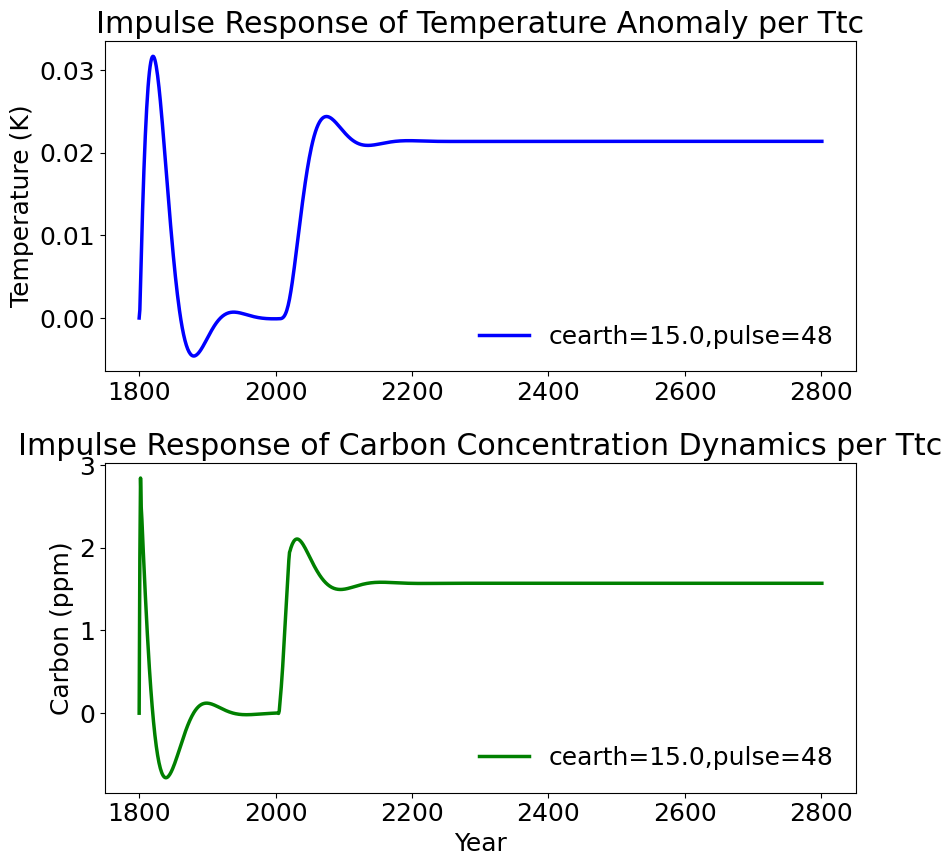 Impulse Response of Temperature Anomaly per Ttc
Temperature (K)
0.03
0.02
0.01
0.00
cearth=15.0,pulse=48
1800 2000 2200 2400 2600 2800
Impulse Response of Carbon Concentration Dynamics per Ttc
Carbon (ppm)
3
2
1
0
cearth=15.0,pulse=48
1800 2000 2200 2400 2600 2800
Year